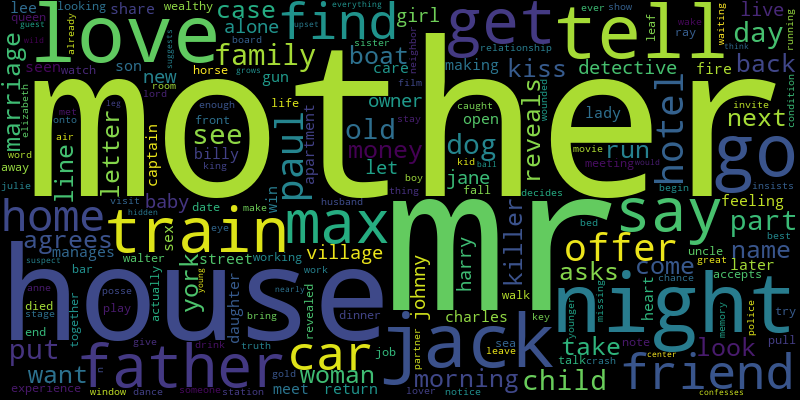 lee looking share wealthy case alone find girl get tell waiting live
already upset everything board sister suggests guest grows neighbor leaf ever show wake ray think running
love family boat kiss day
marriage queen seen watch son new horse gun care making relationship detective fire back
mother
elizabeth mile met lord leg room life film stay caught wounded lady condition
air onto word away julie line letter captain see front enough king billy apartment
owner old money paul let dog jane open boy thing kid ball fall reveals movie meeting would hotel run invite next go
visit hidden baby date eye make win husband decides bed begin insists feeling
mr
home agrees manages train sex max say part best name
suspect bar walter actually street working village york harry killer offer uncle great later
house night
anne died stage end posse play together daughter young work nearly revealed bring dinner truth johnny charles walk asks come accepts chance
sea key leave partner younger missing heart memory police try pull
put father car jack take look note talk crash
want give drink someone job woman lover notice morning child friend center confesses
experience window dance station gold meet return